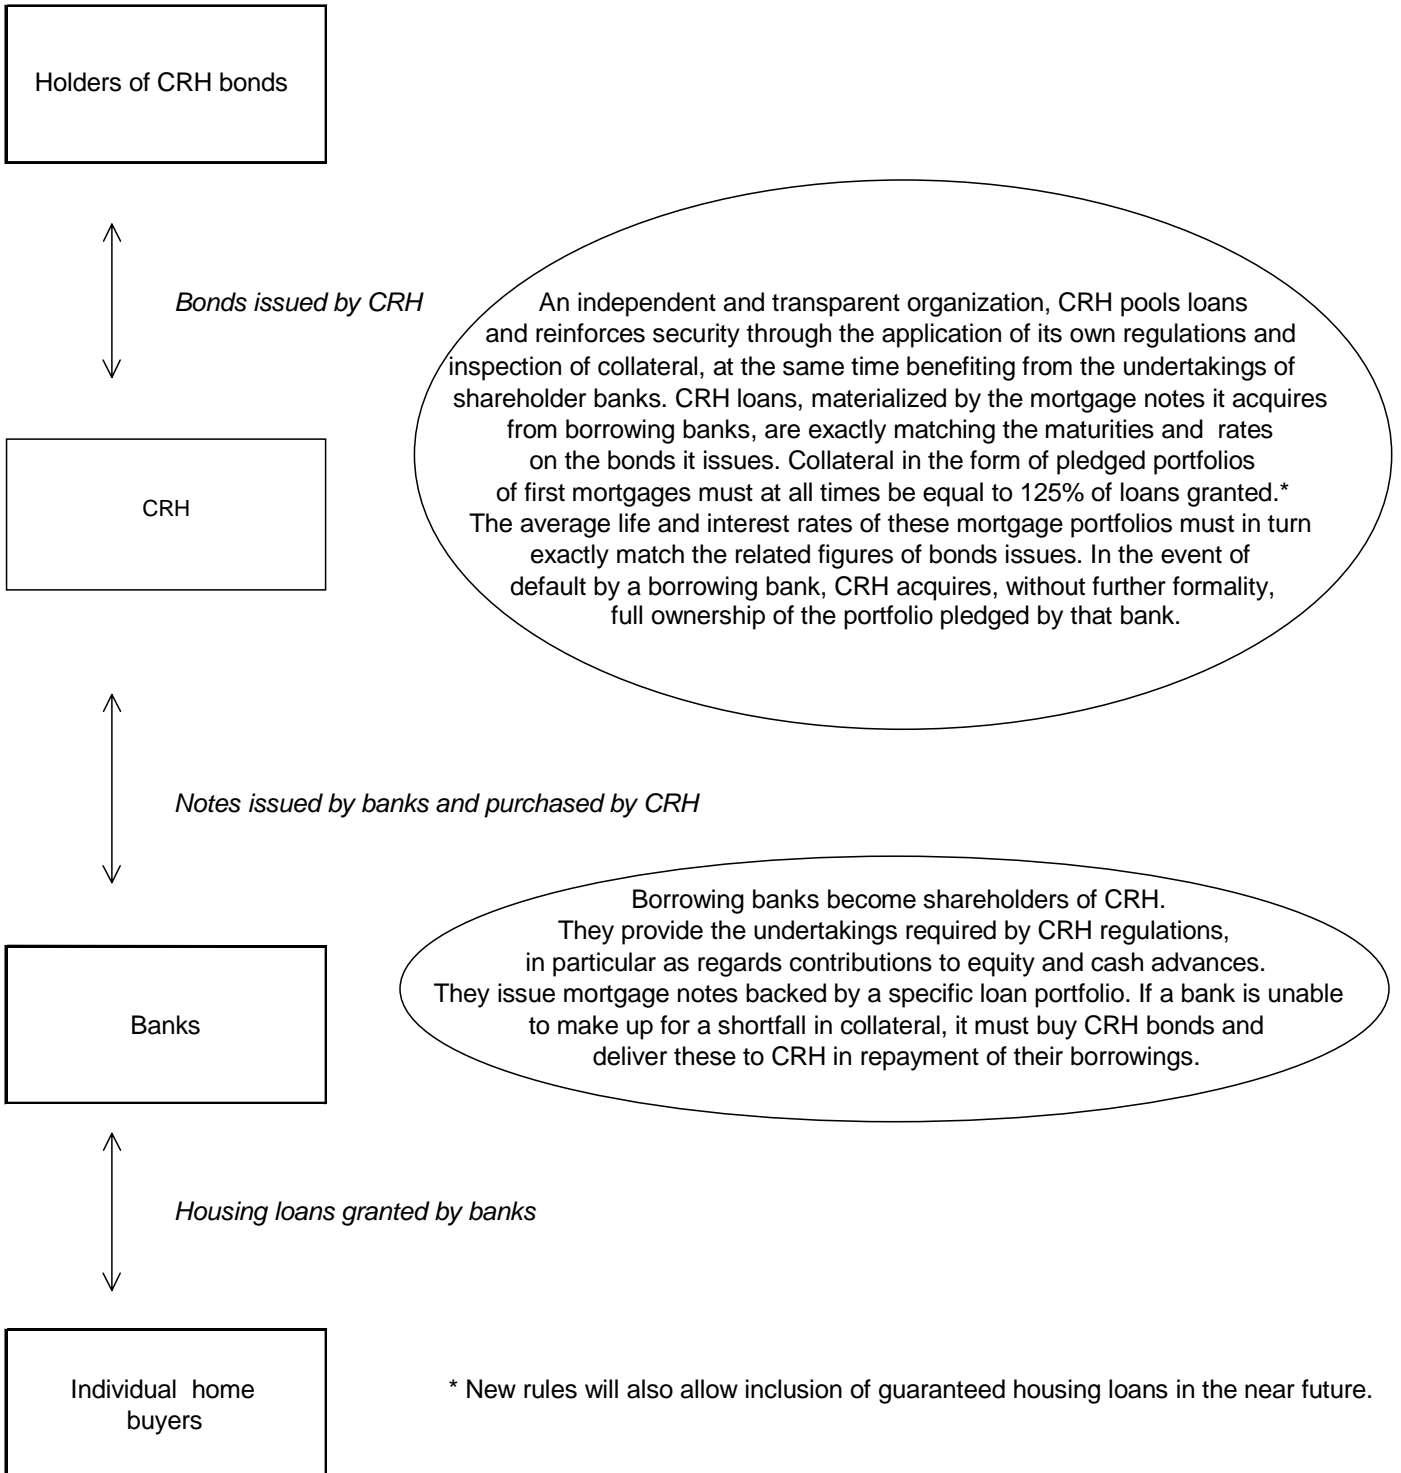 Holders of CRH bonds
Bonds issued by CRH
An independent and transparent organization, CRH pools loans
and reinforces security through the application of its own regulations and
inspection of collateral, at the same time benefiting from the undertakings of
shareholder banks. CRH loans, materialized by the mortgage notes it acquires
from borrowing banks, are exactly matching the maturities and rates
on the bonds it issues. Collateral in the form of pledged portfolios
of first mortgages must at all times be equal to 125% of loans granted.*
The average life and interest rates of these mortgage portfolios must in turn
exactly match the related figures of bonds issues. In the event of
default by a borrowing bank, CRH acquires, without further formality,
full ownership of the portfolio pledged by that bank.
CRH
Notes issued by banks and purchased by CRH
Borrowing banks become shareholders of CRH.
They provide the undertakings required by CRH regulations,
in particular as regards contributions to equity and cash advances.
They issue mortgage notes backed by a specific loan portfolio. If a bank is unable
to make up for a shortfall in collateral, it must buy CRH bonds and
deliver these to CRH in repayment of their borrowings.
Banks
Housing loans granted by banks
Individual home
buyers
* New rules will also allow inclusion of guaranteed housing loans in the near future.